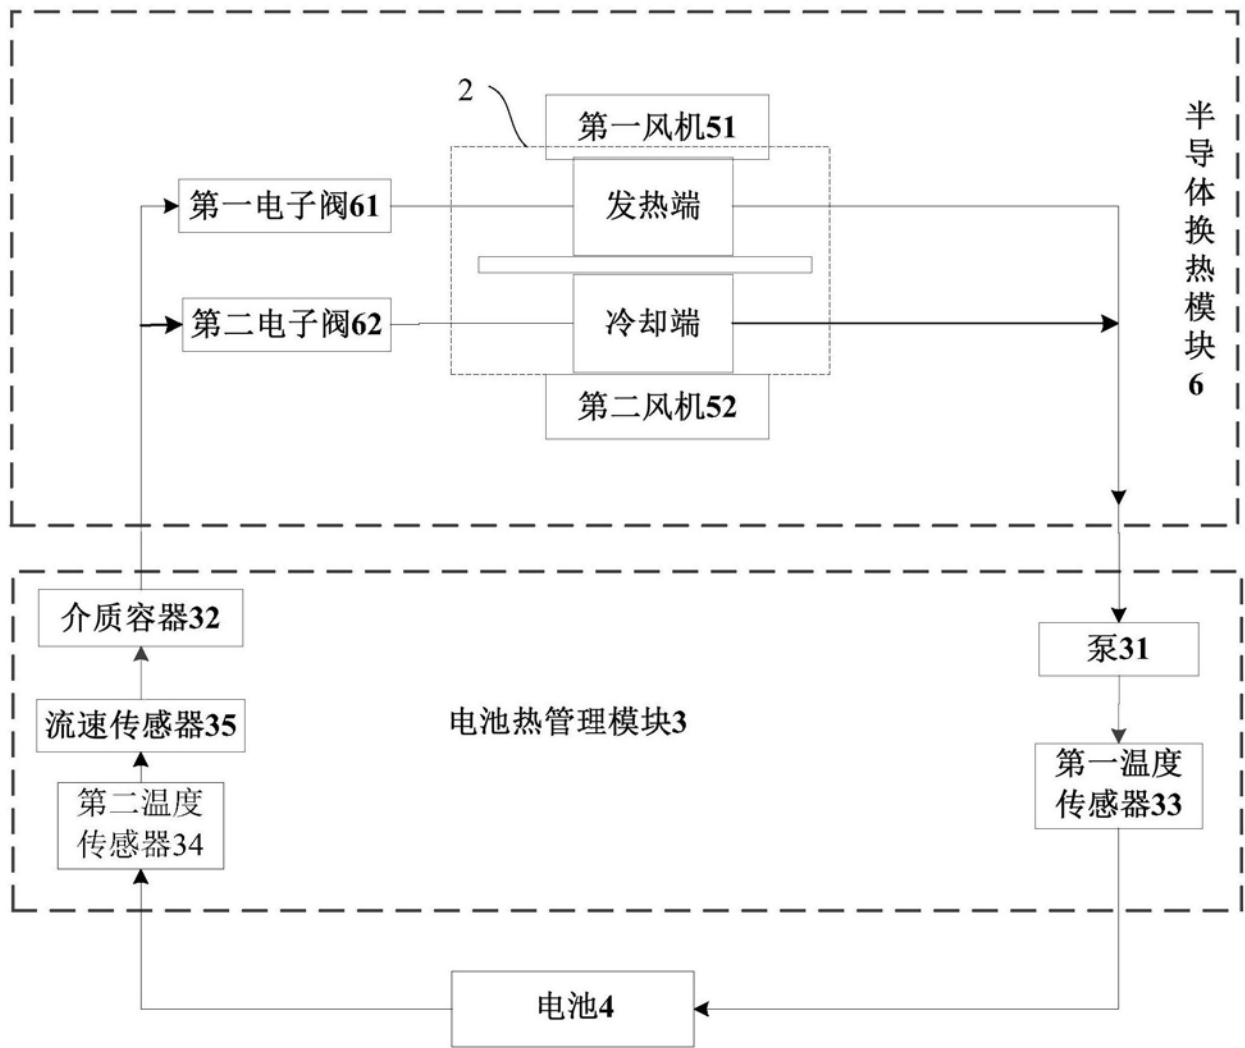 2
第一风机51
第一电子阀61
发热端
第二电子阀62
冷却端
第二风机52
半导体换热模块6
介质容器32
泵31
流速传感器35
电池热管理模块3
第一温度
传感器33
第二温度
传感器34
电池4